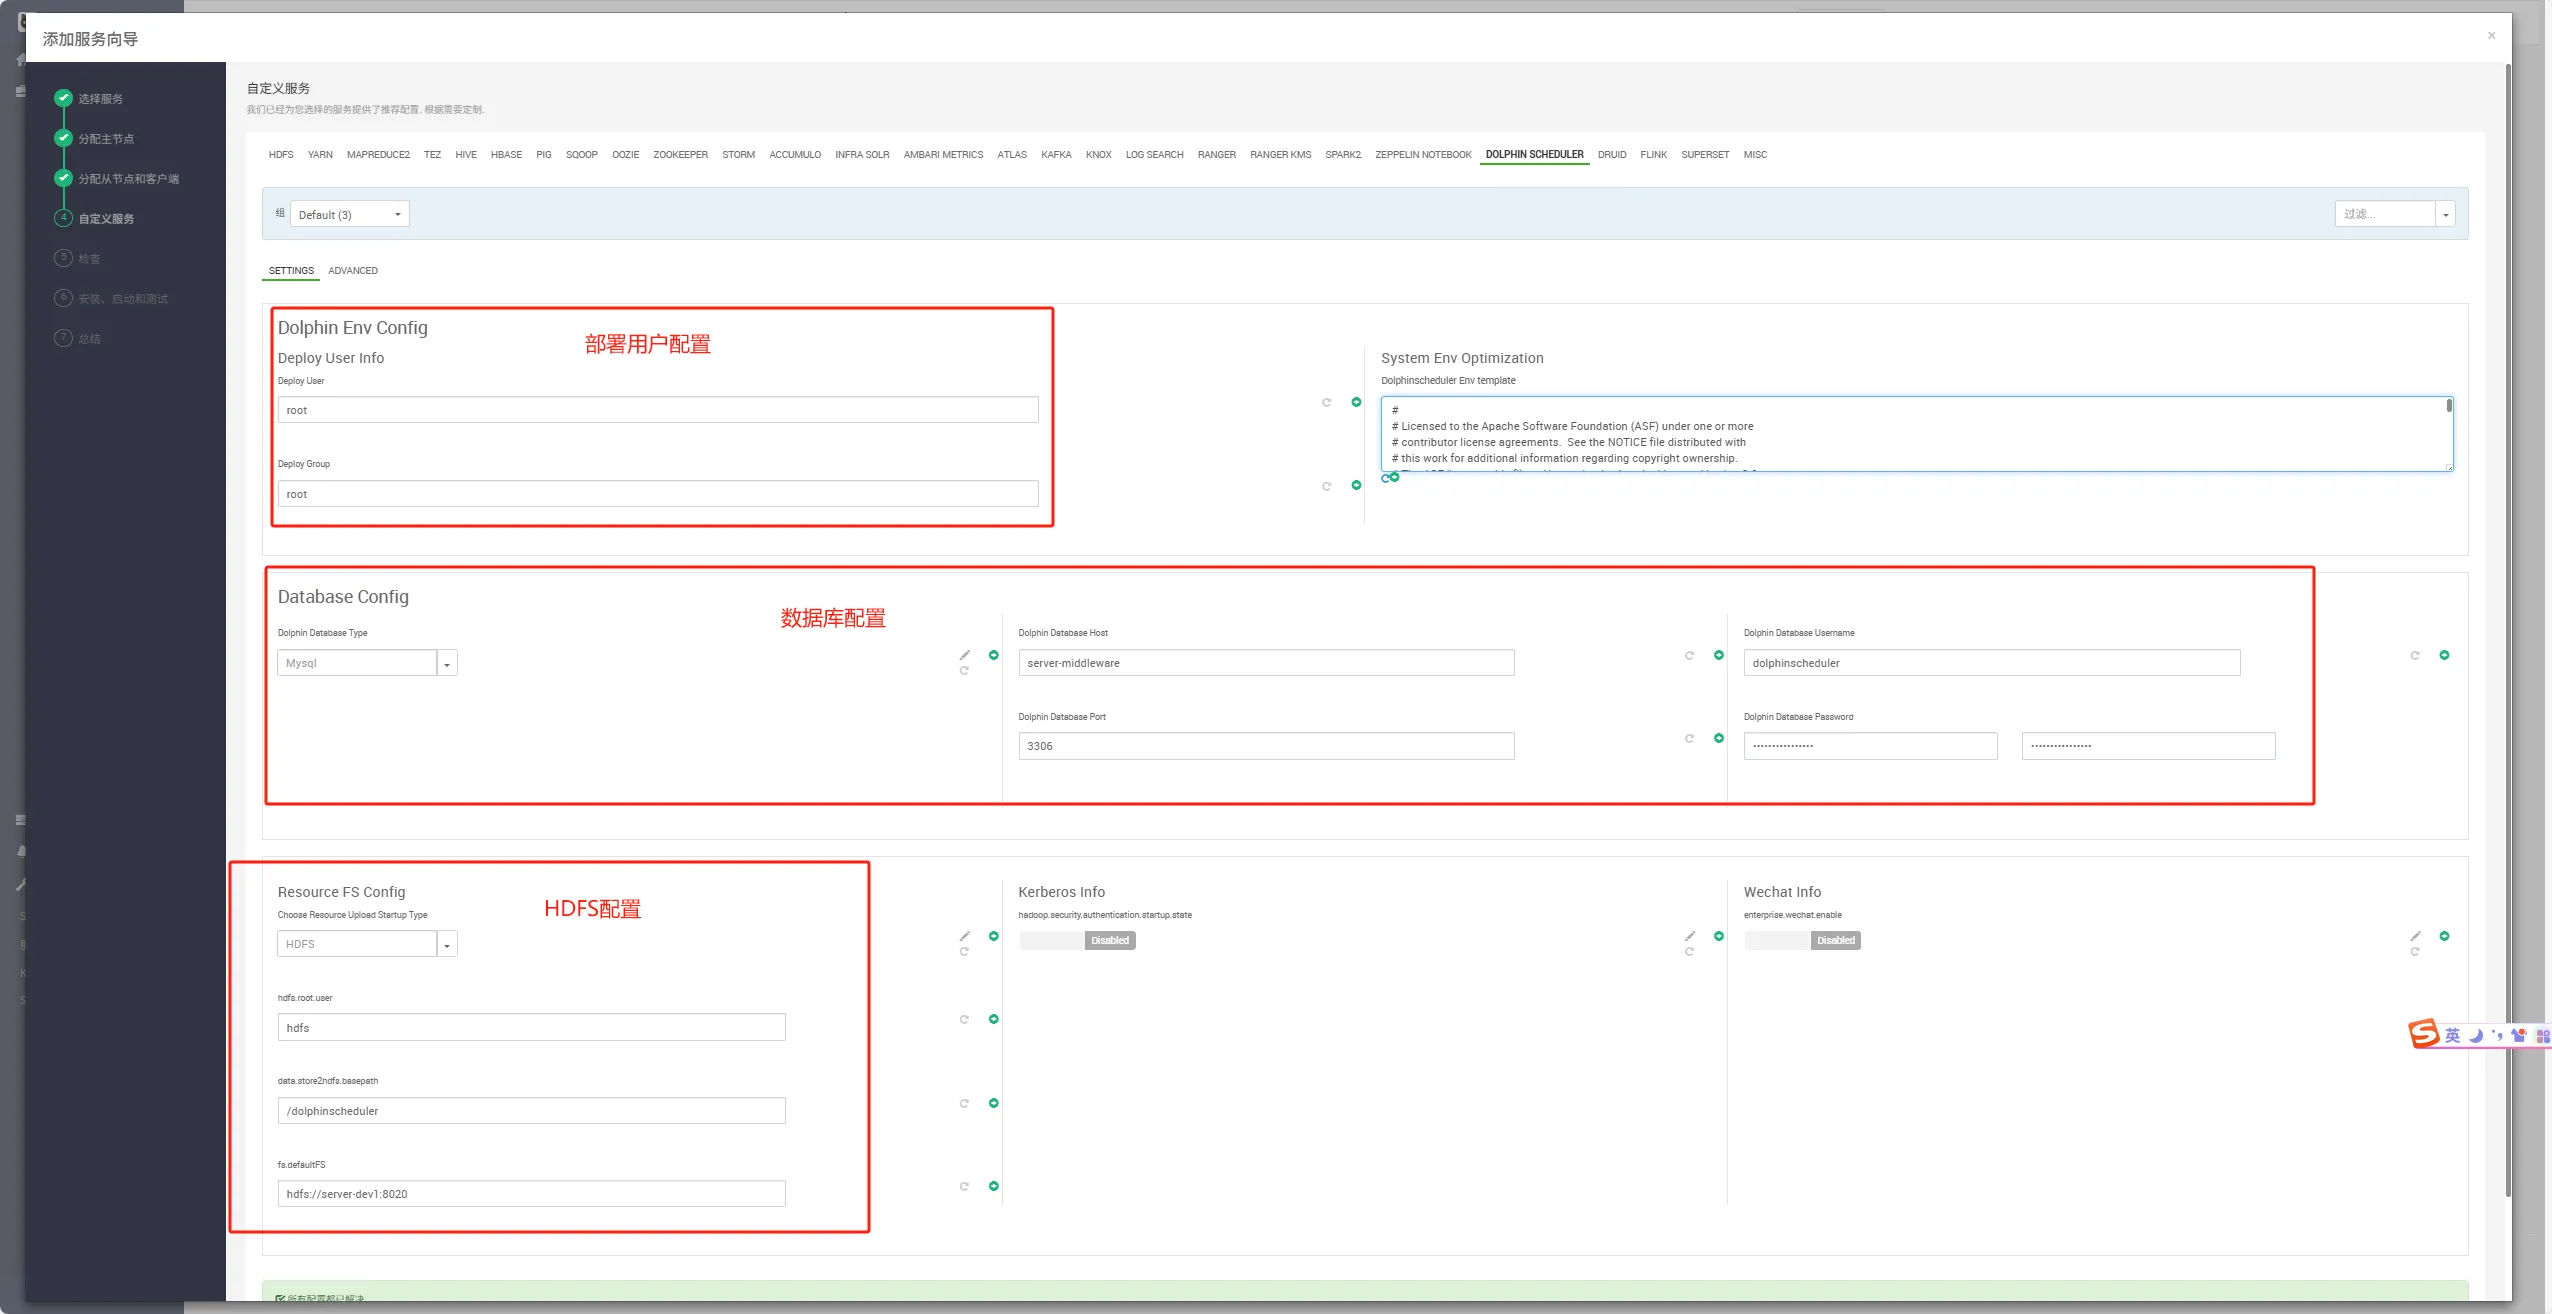 添加服务向导
×
选择服务
分配主节点
分配从节点和客户端
4 自定义服务
5 检查
6 安装、启动和测试
7 总结
自定义服务
我们已经为您选择的服务提供了推荐配置. 根据需要定制.
HDFS YARN MAPREDUCE2 TEZ HIVE HBASE PIG SQOOP OOZIE ZOOKEEPER STORM ACCUMULO INFRA SOLR AMBARI METRICS ATLAS KAFKA KNOX LOG SEARCH RANGER RANGER KMS SPARK2 ZEPPELIN NOTEBOOK DOLPHIN SCHEDULER DRUID FLINK SUPERSET MISC
组 Default (3)
过滤...
SETTINGS ADVANCED
Dolphin Env Config
部署用户配置
Deploy User Info
Deploy User
root
Deploy Group
root
System Env Optimization
Dolphinscheduler Env template
#
# Licensed to the Apache Software Foundation (ASF) under one or more
# contributor license agreements.  See the NOTICE file distributed with
# this work for additional information regarding copyright ownership.
Database Config
数据库配置
Dolphin Database Type
Mysql
Dolphin Database Host
server-middleware
Dolphin Database Port
3306
Dolphin Database Username
dolphinscheduler
Dolphin Database Password
•••••••••••••••• ••••••••••••••••
Resource FS Config
HDFS配置
Choose Resource Upload Startup Type
HDFS
hdfs.root.user
hdfs
data.store2hdfs.basepath
/dolphinscheduler
fs.defaultFS
hdfs://server-dev1:8020
Kerberos Info
hadoop.security.authentication.startup.state
Disabled
Wechat Info
enterprise.wechat.enable
Disabled
S 英
所有配置都已解决